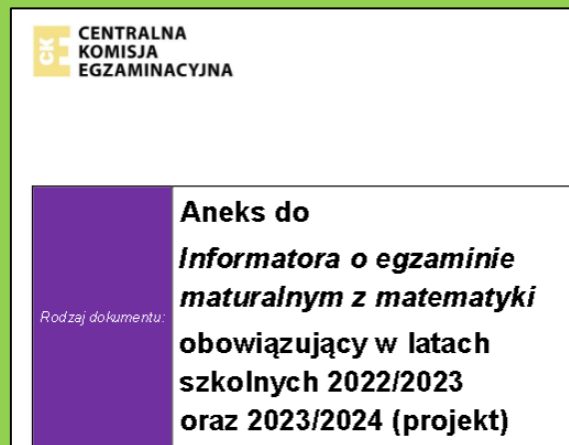 CKE
CENTRALNA
KOMISJA
EGZAMINACYJNA
Rodzaj dokumentu:
Aneks do
Informatora o egzaminie
maturalnym z matematyki
obowiązujący w latach
szkolnych 2022/2023
oraz 2023/2024 (projekt)